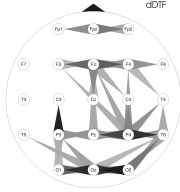 dDTF
Fp1 Fpz Fp2
F7 F3 Fz F4 F8
T3 C3 Cz C4 T4
T5 P3 Pz P4 T6
O1 Oz O2